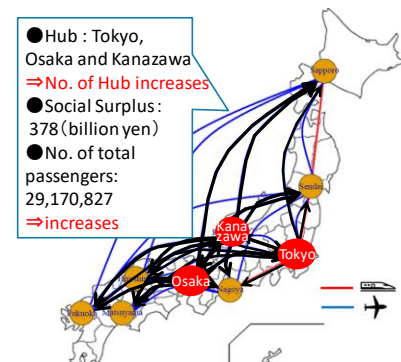 ●Hub : Tokyo,
Osaka and Kanazawa
⇒No. of Hub increases
●Social Surplus :
378(billion yen)
●No. of total
passengers:
29,170,827
⇒increases
Sapporo
Sendai
Kana
zawa
Tokyo
Osaka
Nagoya
Fukuoka
Matsuyama